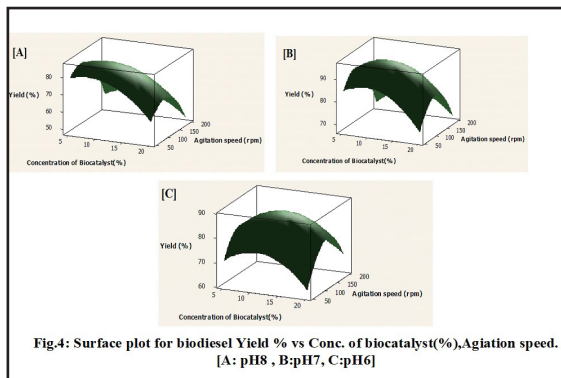 [A]
80
70
60
50
Yield (%)
5
10
15
20
Concentration of Biocatalyst(%)
50
100
150
200
Agitation speed (rpm)
[B]
90
80
70
Yield (%)
5
10
15
20
Concentration of Biocatalyst(%)
50
100
150
200
Agitation speed (rpm)
[C]
90
80
70
60
Yield (%)
5
10
15
20
Concentration of Biocatalyst(%)
50
100
150
200
Agitation speed (rpm)
Fig.4: Surface plot for biodiesel Yield % vs Conc. of biocatalyst(%),Agiation speed.
[A: pH8 , B:pH7, C:pH6]